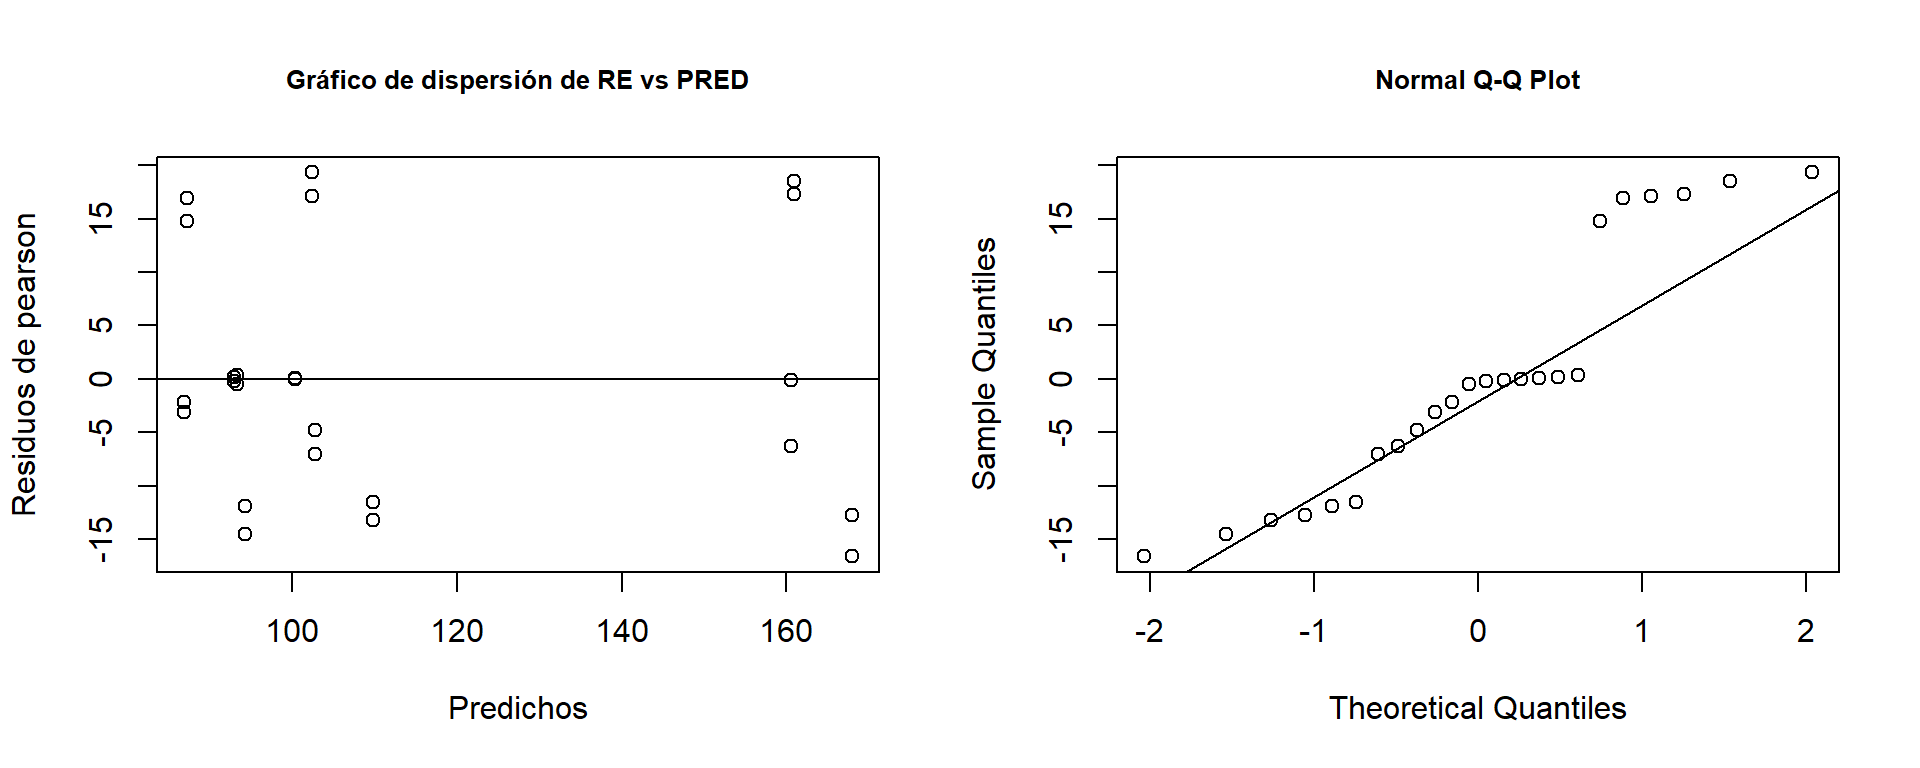 Gráfico de dispersión de RE vs PRED
Residuos de pearson
15
5
0
-5
-15
100 120 140 160
Predichos
Normal Q-Q Plot
Sample Quantiles
15
5
0
-5
-15
-2 -1 0 1 2
Theoretical Quantiles